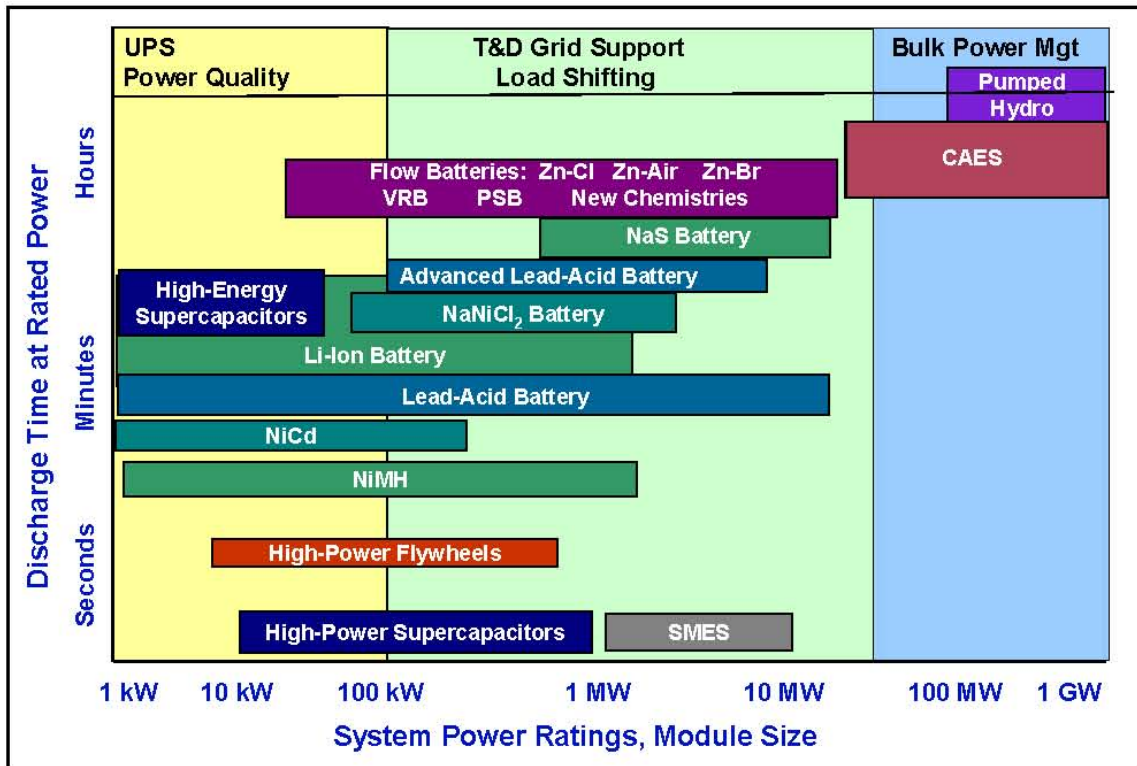 UPS
Power Quality
T&D Grid Support
Load Shifting
Bulk Power Mgt
Pumped
Hydro
CAES
Flow Batteries: Zn-Cl Zn-Air Zn-Br
VRB PSB New Chemistries
NaS Battery
Advanced Lead-Acid Battery
High-Energy
Supercapacitors
NaNiCl₂ Battery
Li-Ion Battery
Lead-Acid Battery
NiCd
NiMH
High-Power Flywheels
High-Power Supercapacitors
SMES
Discharge Time at Rated Power
Hours
Minutes
Seconds
1 kW 10 kW 100 kW 1 MW 10 MW 100 MW 1 GW
System Power Ratings, Module Size